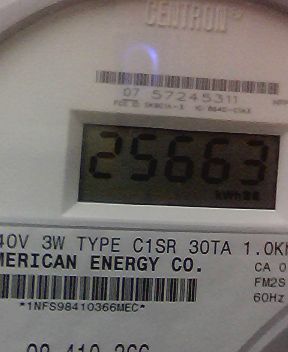 CENTRON®
07 57245311
25663
kWh
40V 3W TYPE C1SR 30TA 1.0K
MERICAN ENERGY CO.
CA 0
FM2S
60Hz
*1NFS98410366MEC*